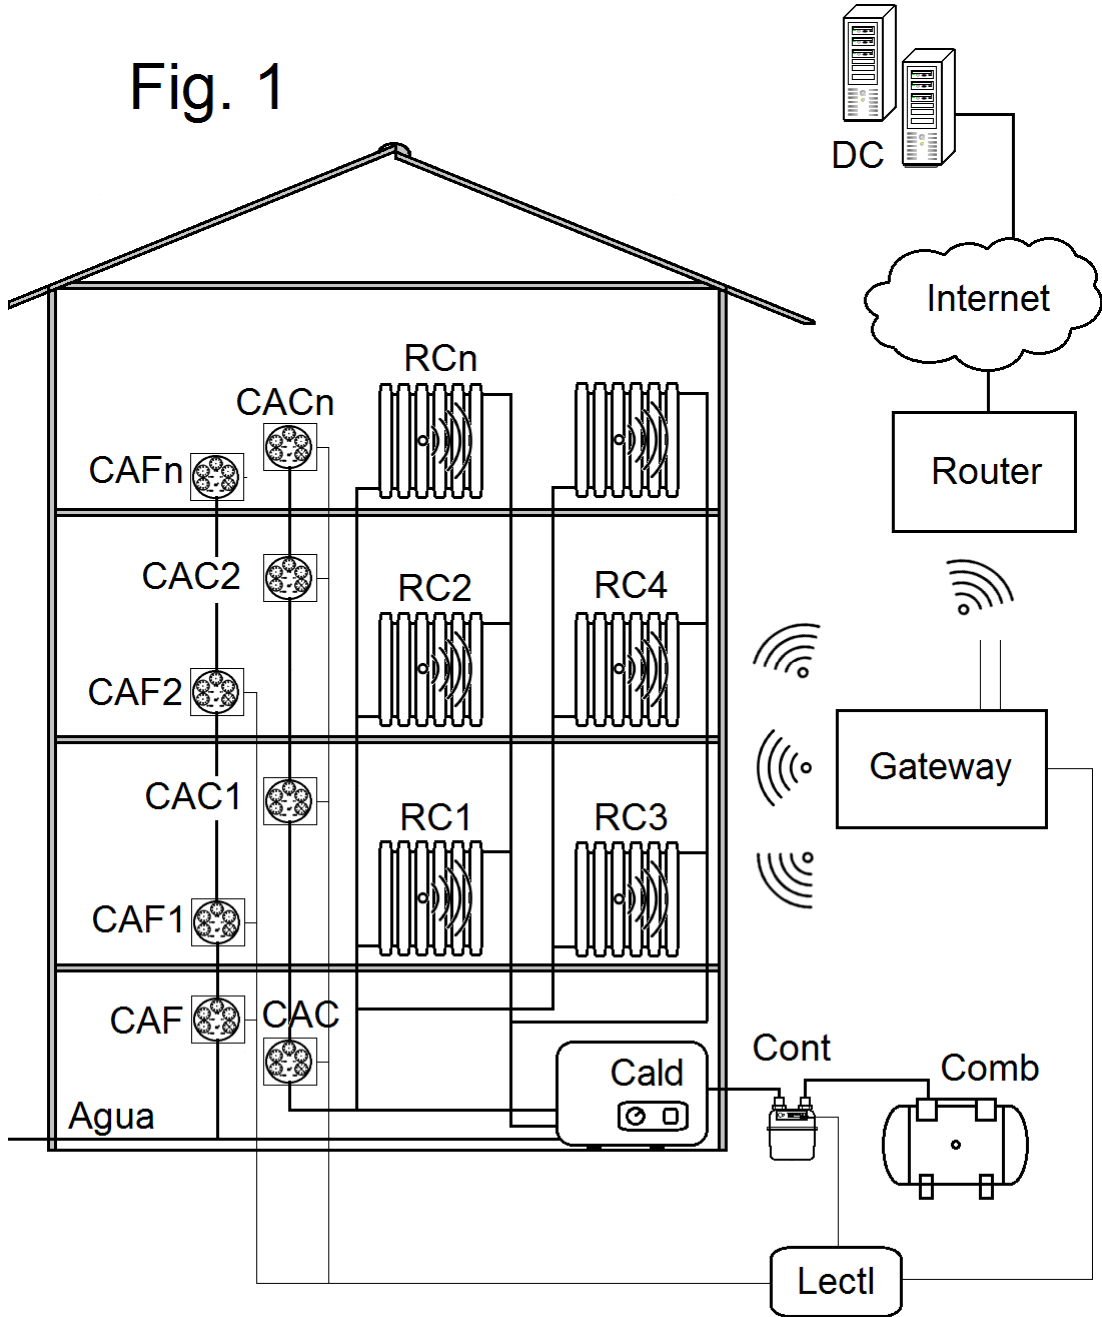 Fig. 1
DC
Internet
RCn
CACn
CAFn
Router
CAC2
RC2
RC4
CAF2
Gateway
CAC1
RC1
RC3
CAF1
CAF
CAC
Cont
Cald
Comb
Agua
Lectl